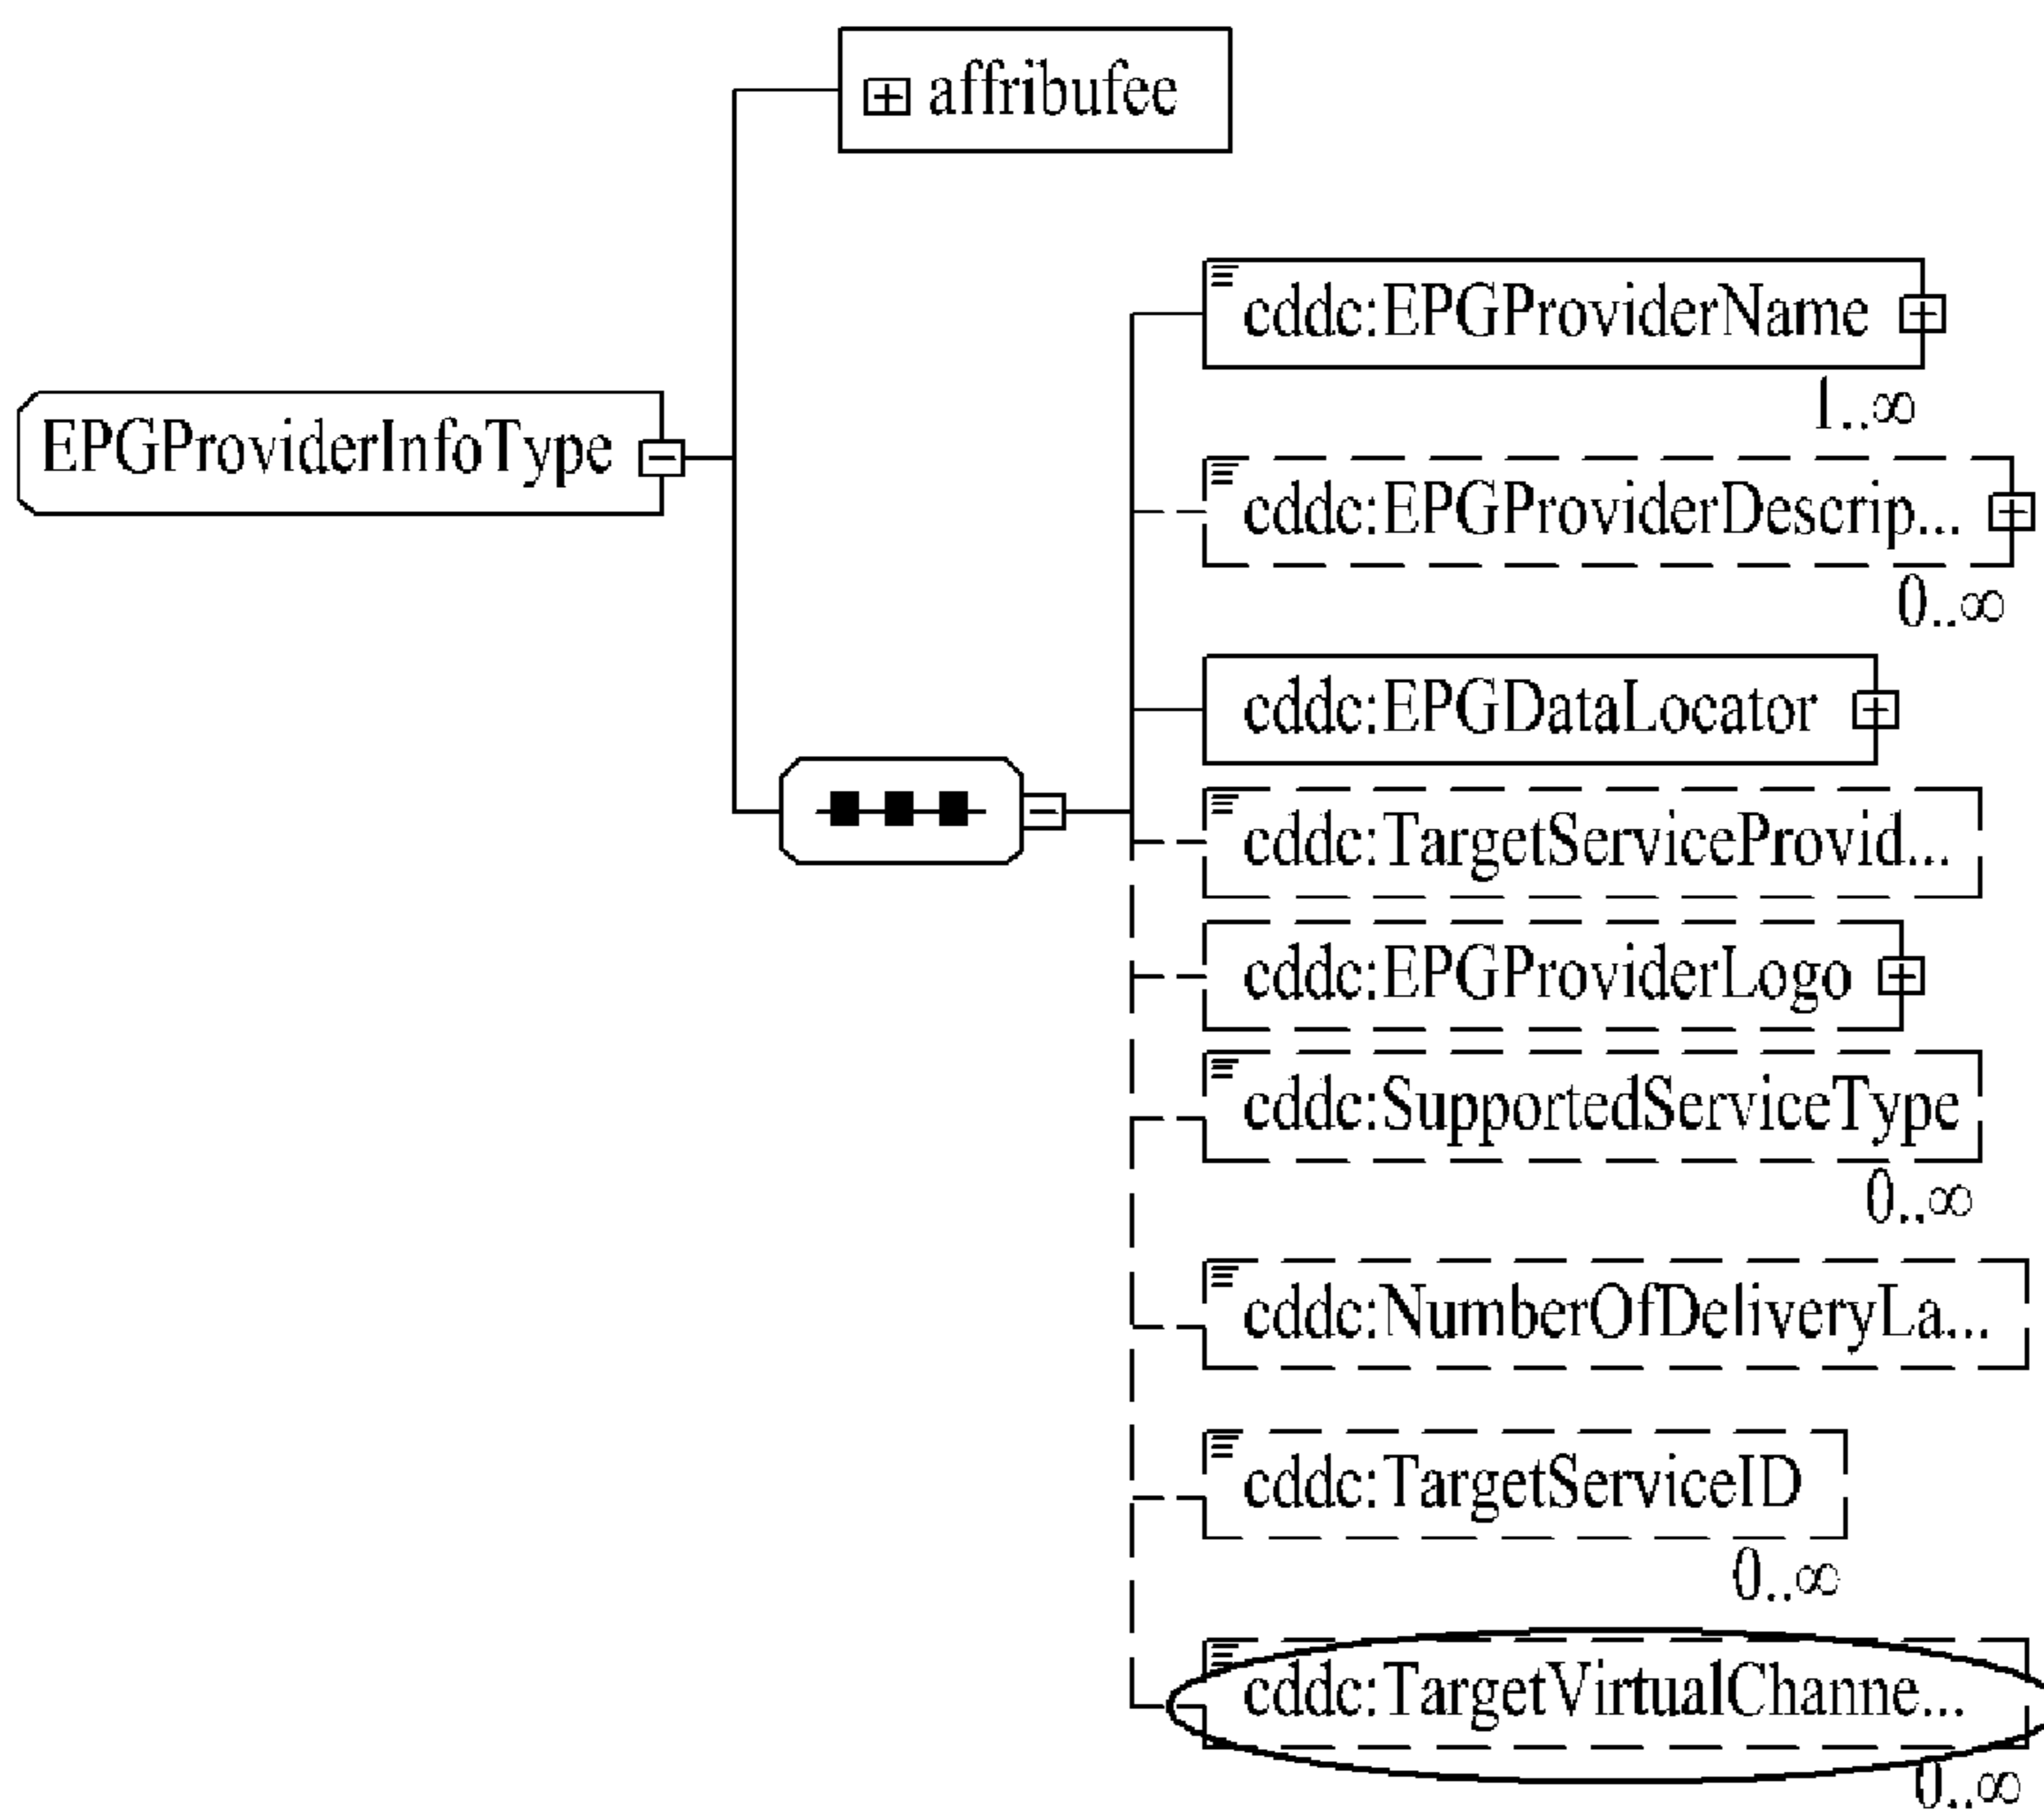 affribufee
cddc:EPGProviderName
1..∞
EPGProviderInfoType
cddc:EPGProviderDescrip...
0..∞
cddc:EPGDataLocator
cddc:TargetServiceProvid...
cddc:EPGProviderLogo
cddc:SupportedServiceType
0..∞
cddc:NumberOfDeliveryLa...
cddc:TargetServiceID
0..∞
cddc:TargetVirtualChanne...
0..∞